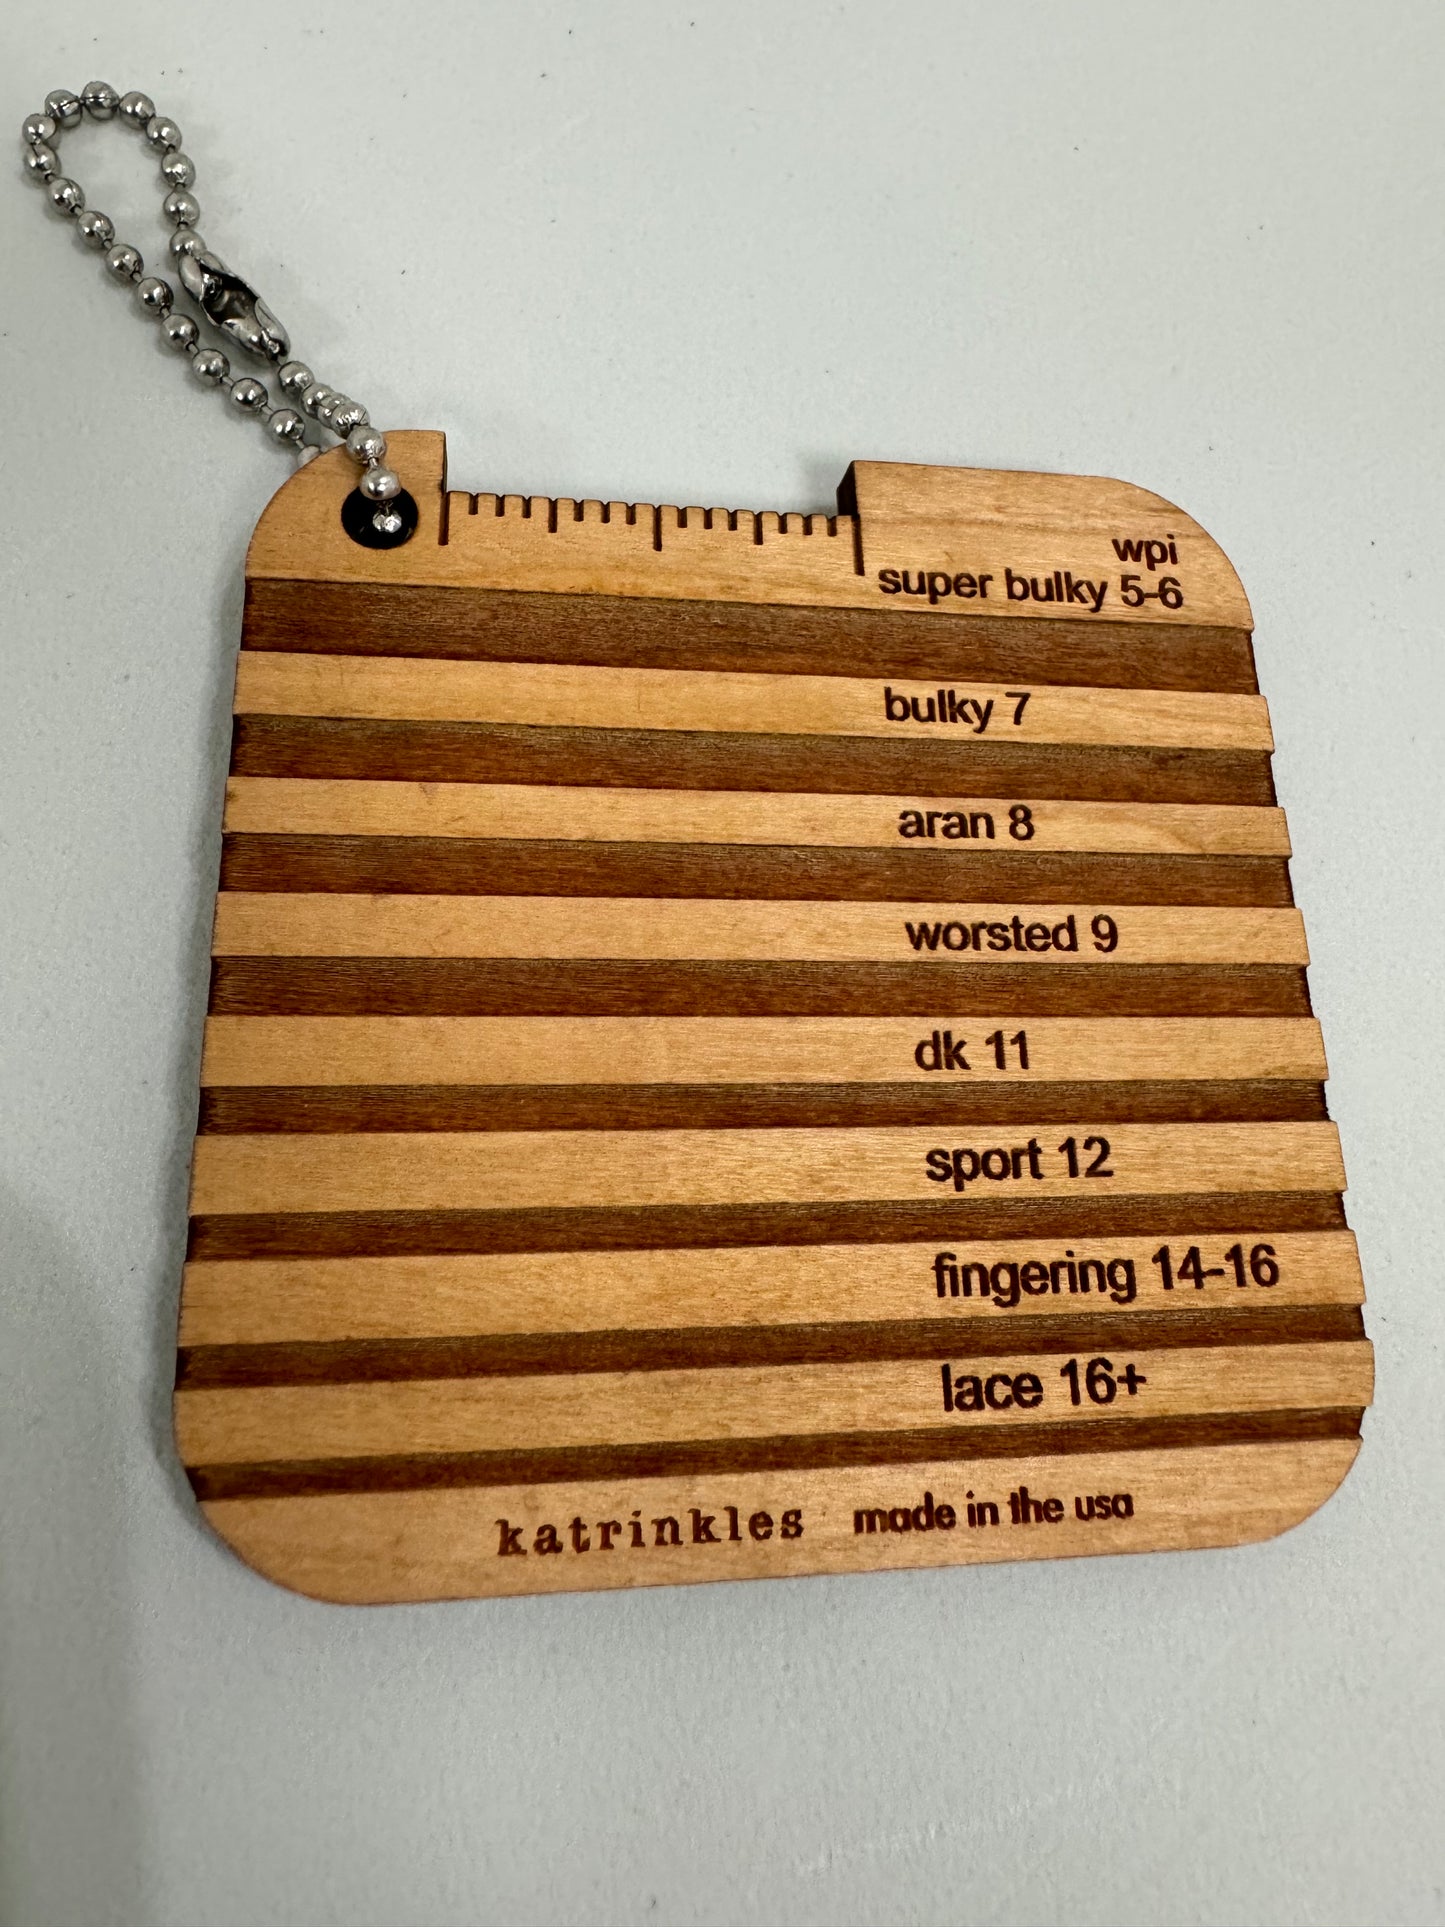 wpi
super bulky 5-6
bulky 7
aran 8
worsted 9
dk 11
sport 12
fingering 14-16
lace 16+
katrinkles made in the usa